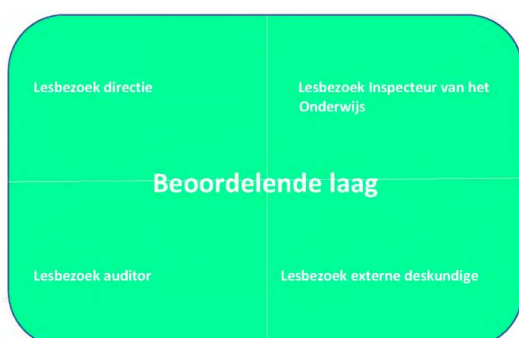 Lesbezoek directie
Lesbezoek Inspecteur van het
Onderwijs
Beoordelende laag
Lesbezoek auditor
Lesbezoek externe deskundige